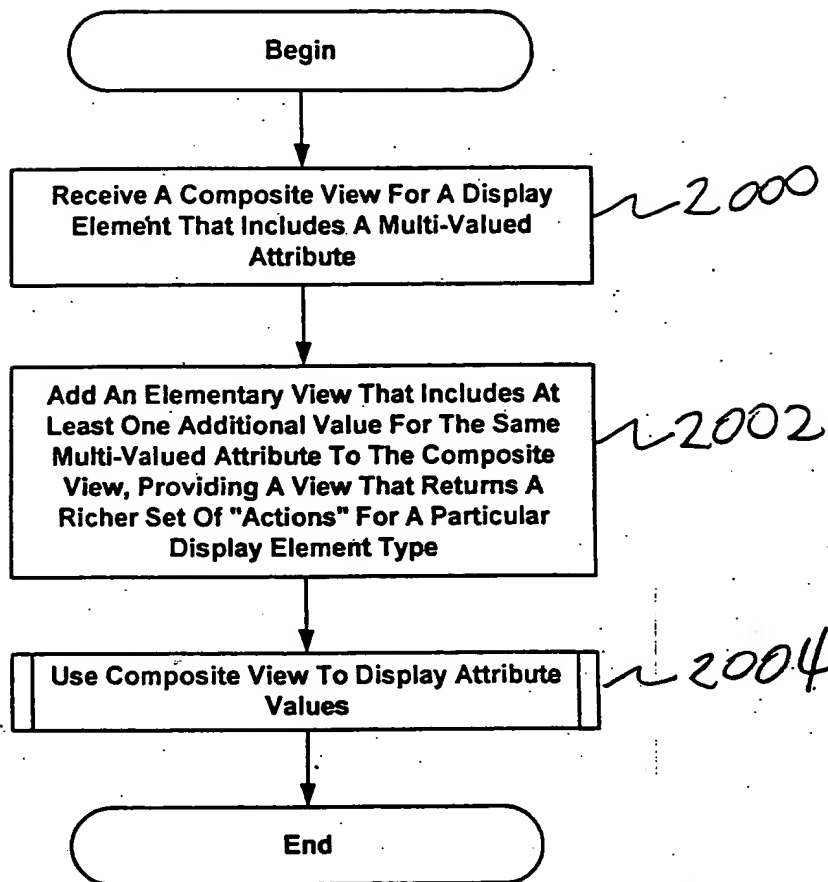 Begin
Receive A Composite View For A Display
Element That Includes A Multi-Valued
Attribute
2000
Add An Elementary View That Includes At
Least One Additional Value For The Same
Multi-Valued Attribute To The Composite
View, Providing A View That Returns A
Richer Set Of "Actions" For A Particular
Display Element Type
2002
Use Composite View To Display Attribute
Values
2004
End